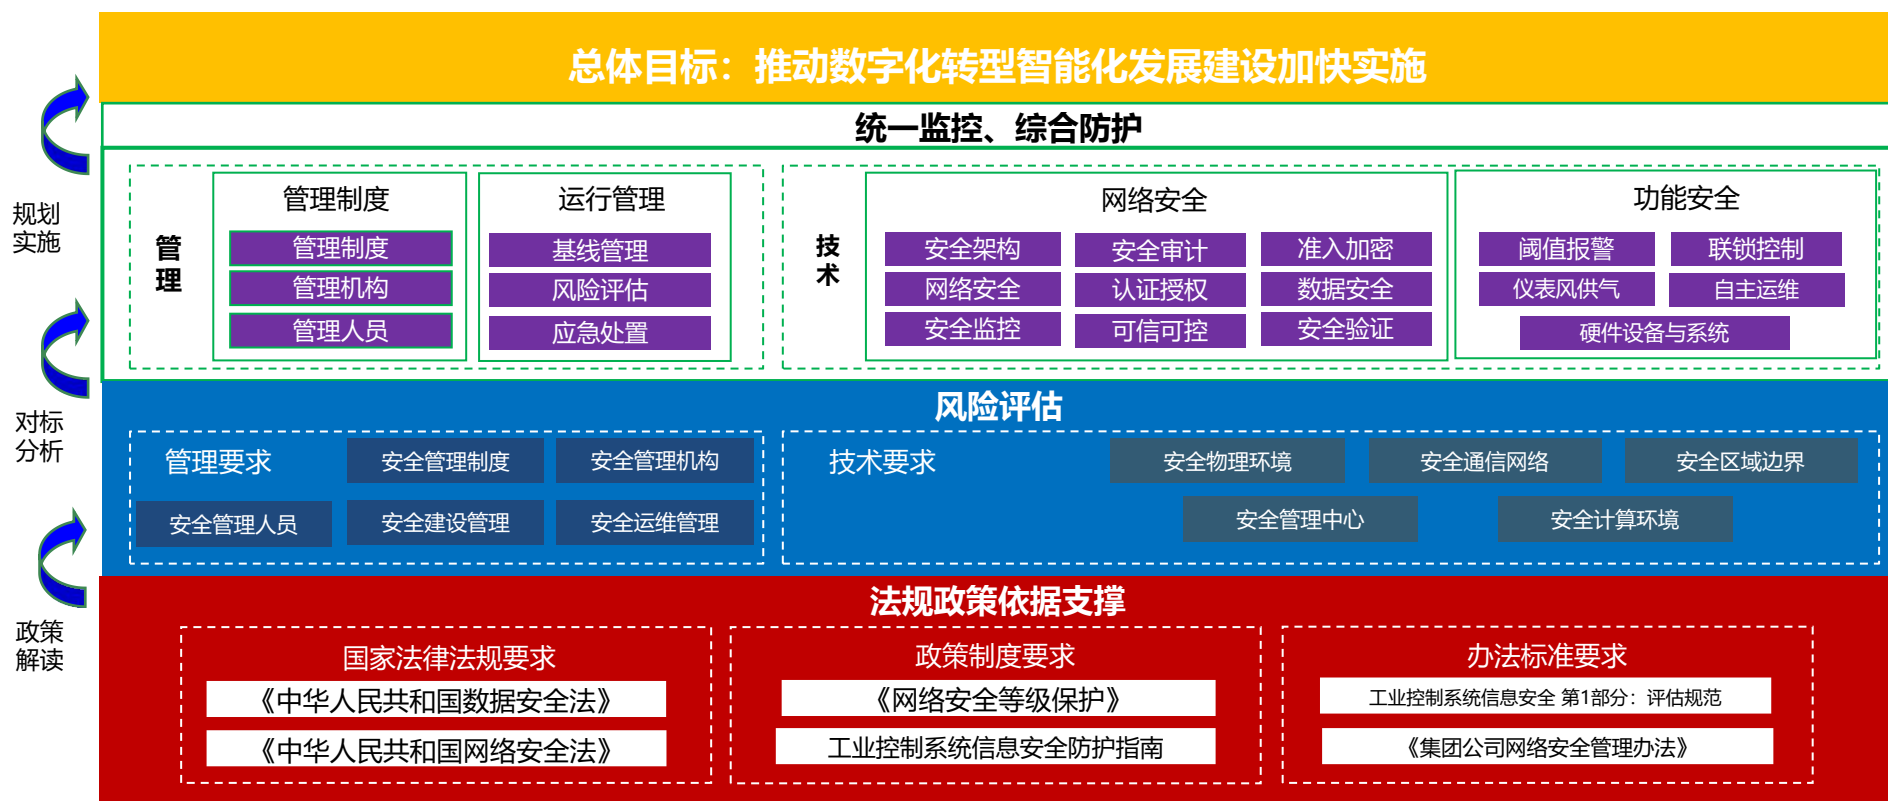 总体目标：推动数字化转型智能化发展建设加快实施
统一监控、综合防护
规划
实施
管
理
管理制度
管理制度
管理机构
管理人员
运行管理
基线管理
风险评估
应急处置
技
术
网络安全
安全架构
安全审计
准入加密
网络安全
认证授权
数据安全
安全监控
可信可控
安全验证
功能安全
阈值报警
联锁控制
仪表风供气
自主运维
硬件设备与系统
对标
分析
风险评估
管理要求
安全管理制度
安全管理机构
安全管理人员
安全建设管理
安全运维管理
技术要求
安全物理环境
安全通信网络
安全区域边界
安全管理中心
安全计算环境
政策
解读
法规政策依据支撑
国家法律法规要求
《中华人民共和国数据安全法》
《中华人民共和国网络安全法》
政策制度要求
《网络安全等级保护》
工业控制系统信息安全防护指南
办法标准要求
工业控制系统信息安全 第1部分：评估规范
《集团公司网络安全管理办法》